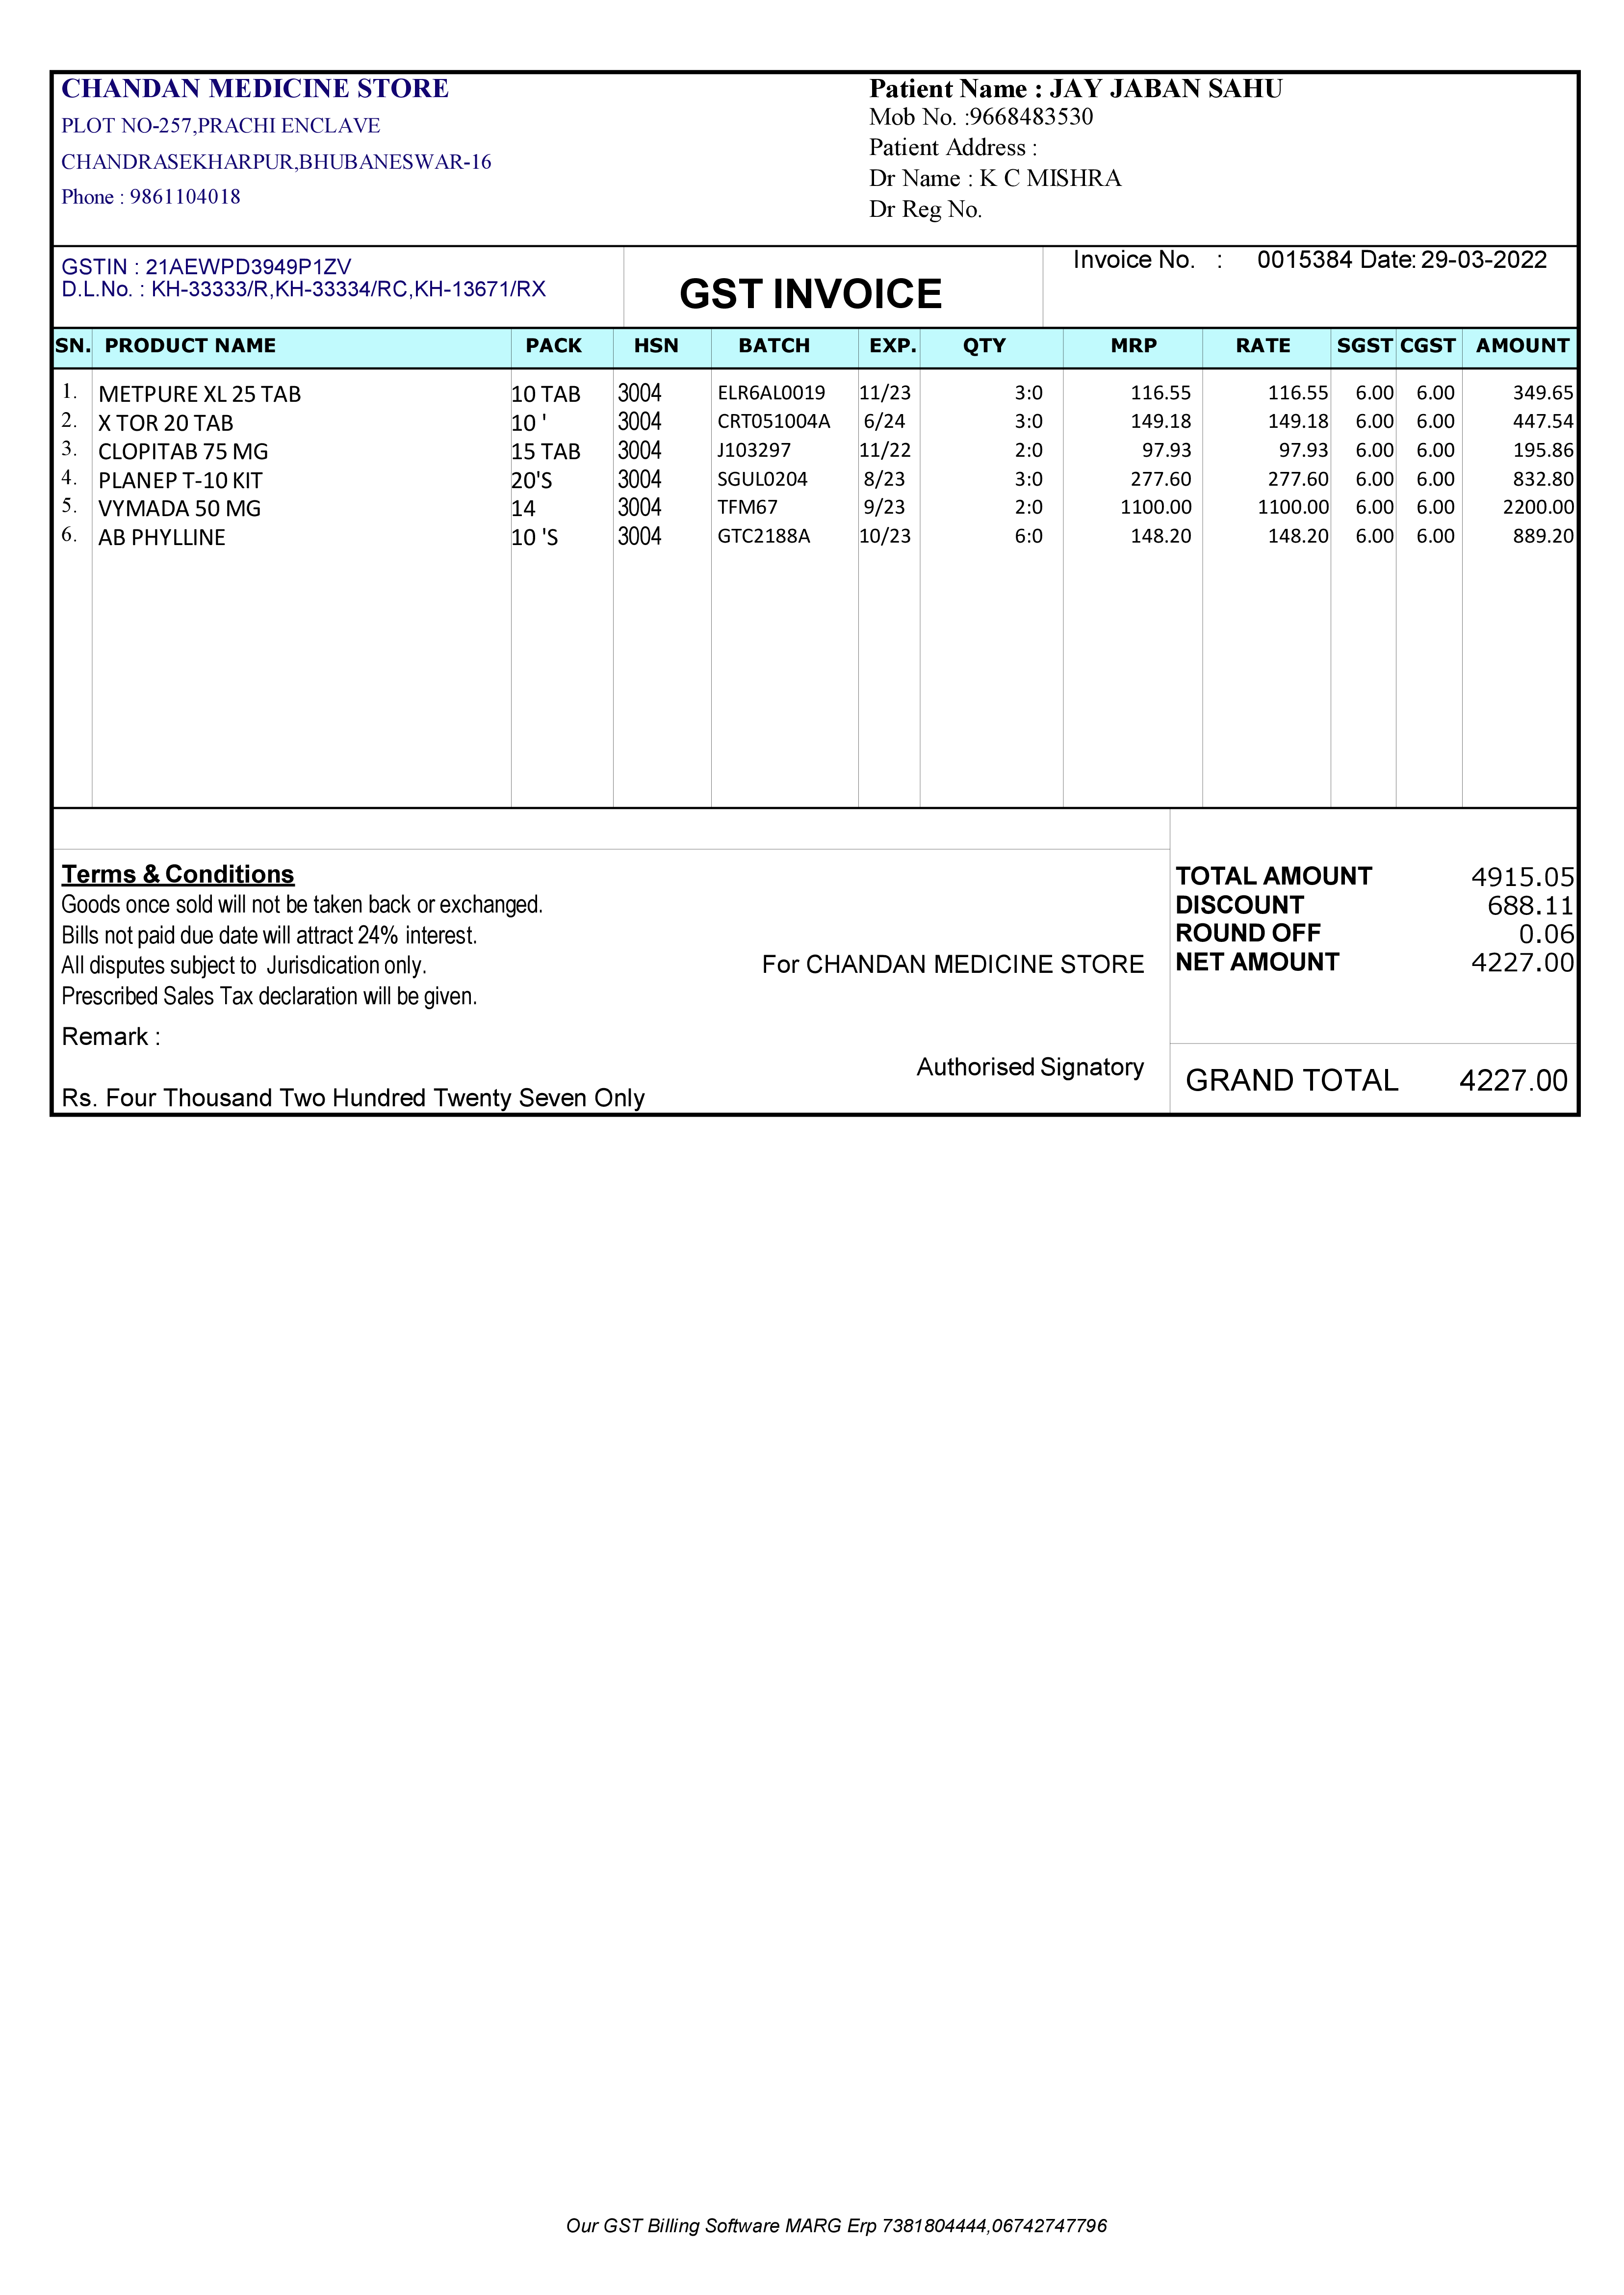 CHANDAN MEDICINE STORE
PLOT NO-257,PRACHI ENCLAVE
CHANDRASEKHARPUR,BHUBANESWAR-16
Phone : 9861104018
Patient Name : JAY JABAN SAHU
Mob No. :9668483530
Patient Address :
Dr Name : K C MISHRA
Dr Reg No.
GSTIN : 21AEWPD3949P1ZV
D.L.No. : KH-33333/R,KH-33334/RC,KH-13671/RX
GST INVOICE
Invoice No. : 0015384 Date: 29-03-2022
SN. PRODUCT NAME PACK HSN BATCH EXP. QTY MRP RATE SGST CGST AMOUNT
1. METPURE XL 25 TAB 10 TAB 3004 ELR6AL0019 11/23 3:0 116.55 116.55 6.00 6.00 349.65
2. X TOR 20 TAB 10 ' 3004 CRT051004A 6/24 3:0 149.18 149.18 6.00 6.00 447.54
3. CLOPITAB 75 MG 15 TAB 3004 J103297 11/22 2:0 97.93 97.93 6.00 6.00 195.86
4. PLANEP T-10 KIT 20'S 3004 SGUL0204 8/23 3:0 277.60 277.60 6.00 6.00 832.80
5. VYMADA 50 MG 14 3004 TFM67 9/23 2:0 1100.00 1100.00 6.00 6.00 2200.00
6. AB PHYLLINE 10 'S 3004 GTC2188A 10/23 6:0 148.20 148.20 6.00 6.00 889.20
Terms & Conditions
Goods once sold will not be taken back or exchanged.
Bills not paid due date will attract 24% interest.
All disputes subject to Jurisdication only.
Prescribed Sales Tax declaration will be given.
Remark :
Rs. Four Thousand Two Hundred Twenty Seven Only
For CHANDAN MEDICINE STORE
Authorised Signatory
TOTAL AMOUNT 4915.05
DISCOUNT 688.11
ROUND OFF 0.06
NET AMOUNT 4227.00
GRAND TOTAL 4227.00
Our GST Billing Software MARG Erp 7381804444,06742747796